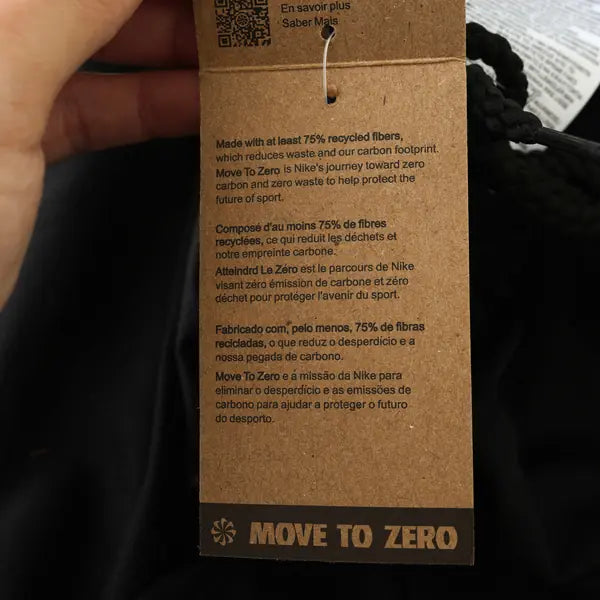 En savoir plus
Saber Mais
Made with at least 75% recycled fibers,
which reduces waste and our carbon footprint.
Move To Zero is Nike's journey toward zero
carbon and zero waste to help protect the
future of sport.
Composé d'au moins 75% de fibres
recyclées, ce qui reduit les déchets et
notre empreinte carbone.
Atteindrd Le Zéro est le parcours de Nike
visant zéro émission de carbone et zéro
déchet pour protéger l'avenir du sport.
Fabricado com, pelo menos, 75% de fibras
recicladas, o que reduz o desperdício e a
nossa pegada de carbono.
Move To Zero e á missão da Nike para
eliminar o desperdício e as emissões de
carbono para ajudar a proteger o futuro
do desporto.
MOVE TO ZERO